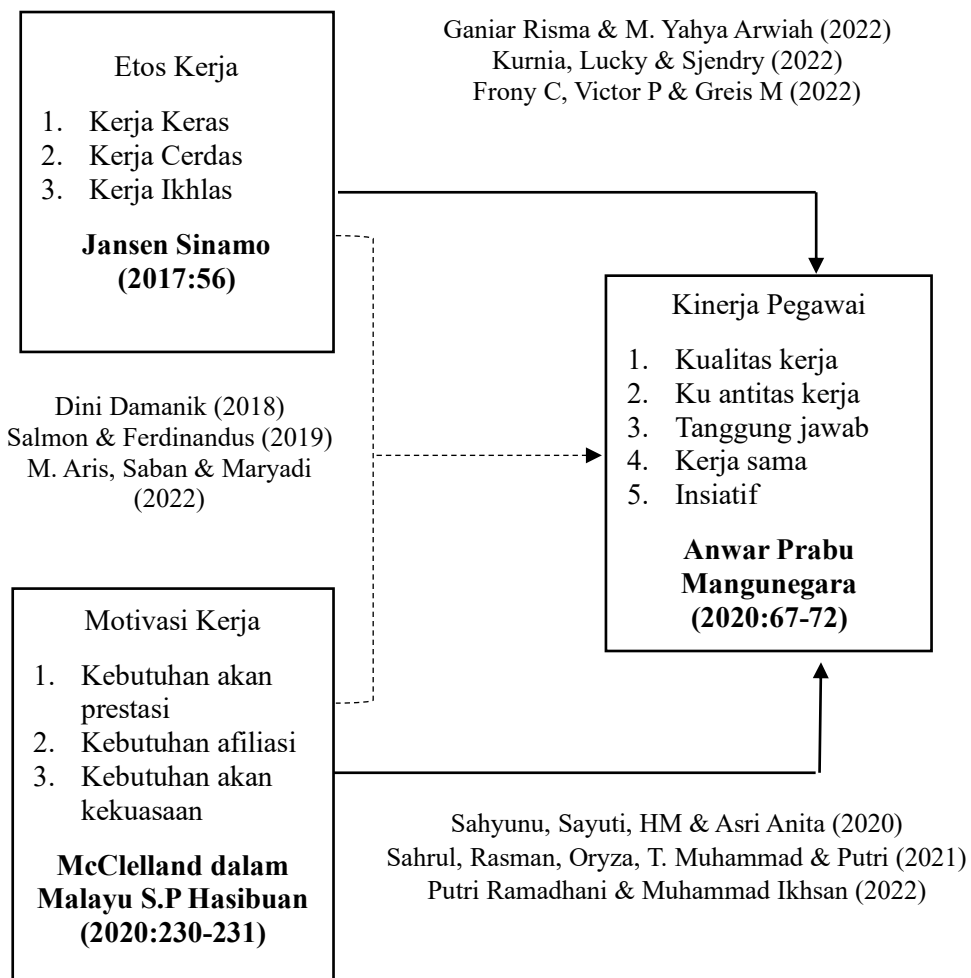 Ganiar Risma & M. Yahya Arwiah (2022)
Kurnia, Lucky & Sjendry (2022)
Frony C, Victor P & Greis M (2022)
Etos Kerja
1. Kerja Keras
2. Kerja Cerdas
3. Kerja Ikhlas
Jansen Sinamo
(2017:56)
Kinerja Pegawai
1. Kualitas kerja
2. Ku antitas kerja
3. Tanggung jawab
4. Kerja sama
5. Insiatif
Anwar Prabu
Mangunegara
(2020:67-72)
Dini Damanik (2018)
Salmon & Ferdinandus (2019)
M. Aris, Saban & Maryadi
(2022)
Motivasi Kerja
1. Kebutuhan akan
prestasi
2. Kebutuhan afiliasi
3. Kebutuhan akan
kekuasaan
McClelland dalam
Malayu S.P Hasibuan
(2020:230-231)
Sahyunu, Sayuti, HM & Asri Anita (2020)
Sahrul, Rasman, Oryza, T. Muhammad & Putri (2021)
Putri Ramadhani & Muhammad Ikhsan (2022)